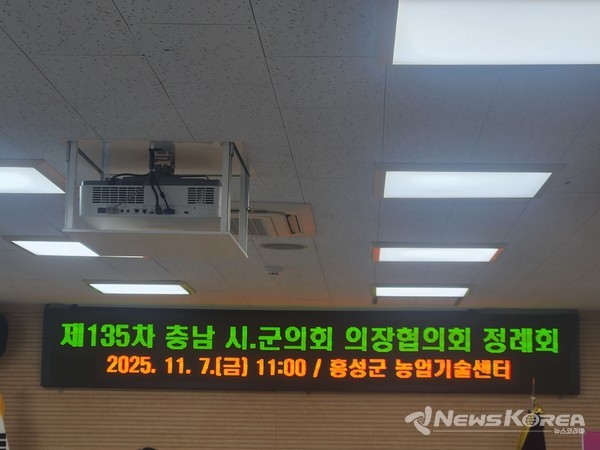 제135차 충남 시.군의회 의장협의회 정례회
2025. 11. 7.(금) 11:00 / 홍성군 농업기술센터
NEWSKOREA
뉴스코리아